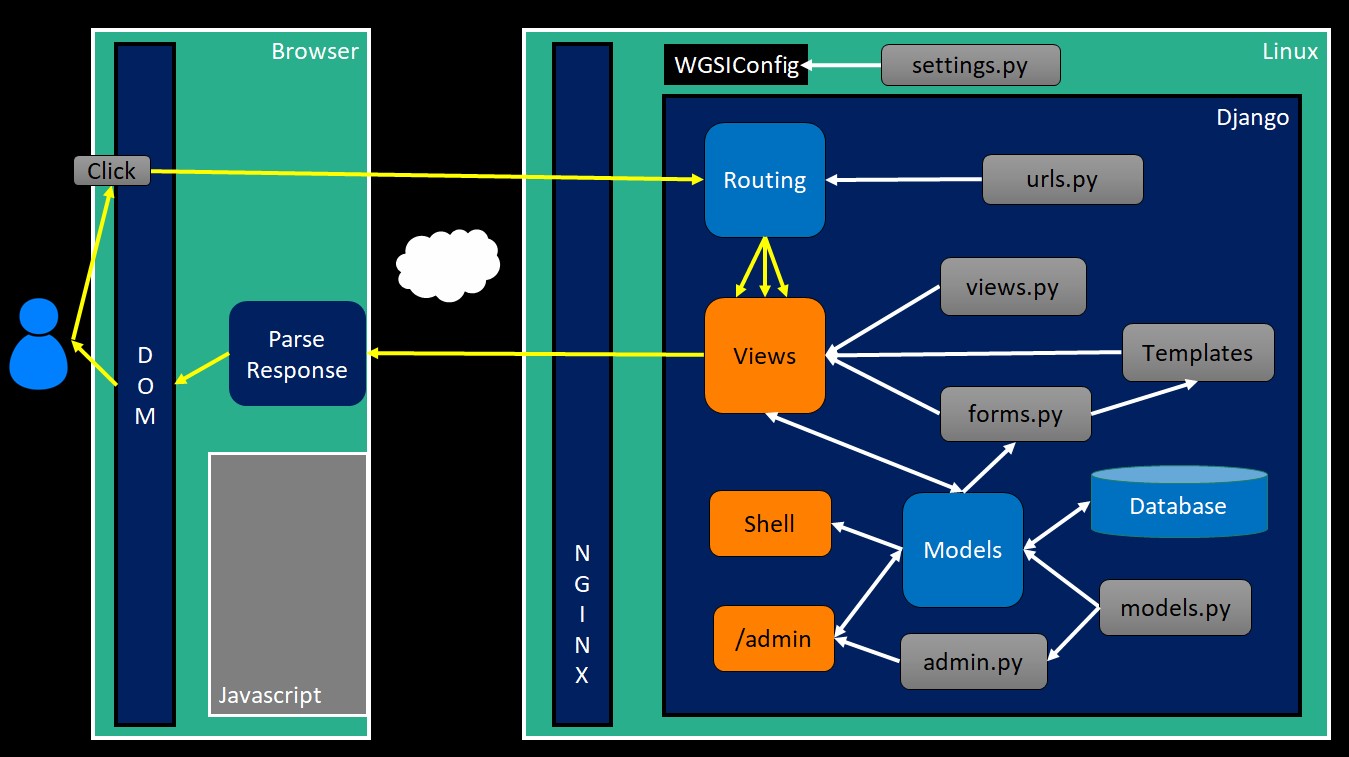 Browser
Linux
WGSIConfig
settings.py
Django
Click
Routing
urls.py
views.py
Parse
Response
Views
Templates
D
O
M
forms.py
Database
Shell
Models
N
G
I
N
X
models.py
/admin
admin.py
Javascript